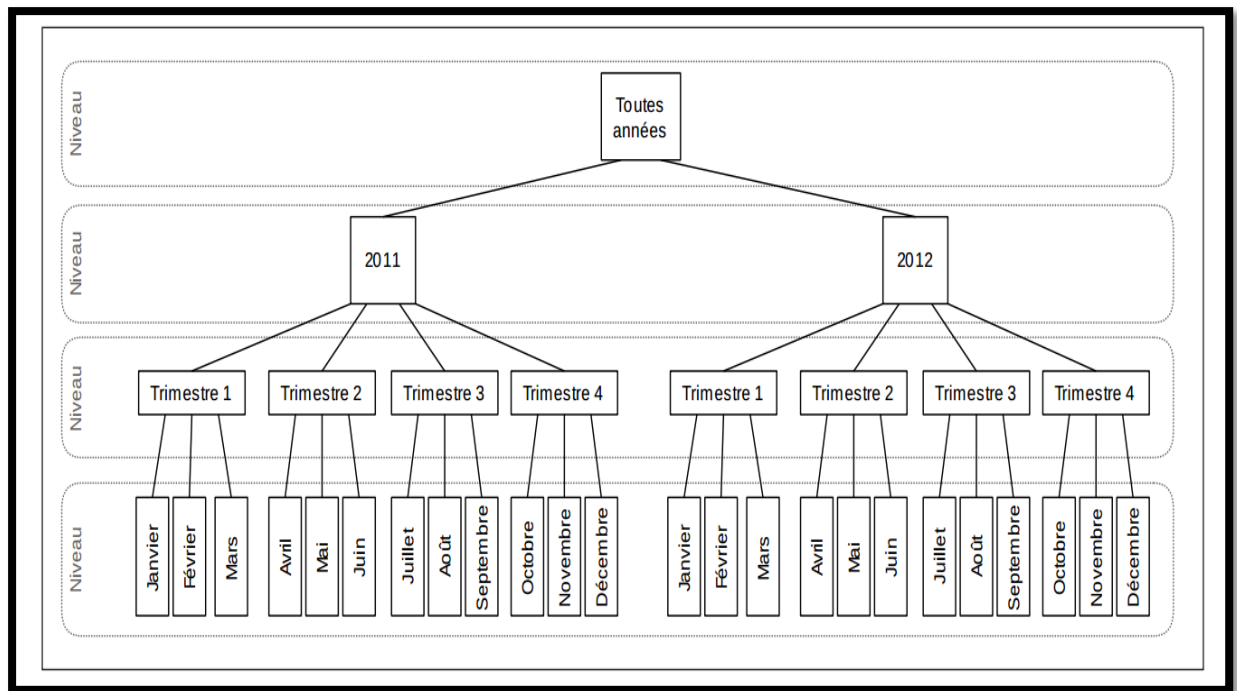 Niveau
Toutes
années
Niveau
2011
2012
Niveau
Trimestre 1
Trimestre 2
Trimestre 3
Trimestre 4
Trimestre 1
Trimestre 2
Trimestre 3
Trimestre 4
Niveau
Janvier
Février
Mars
Avril
Mai
Juin
Juillet
Août
Septembre
Octobre
Novembre
Décembre
Janvier
Février
Mars
Avril
Mai
Juin
Juillet
Août
Septembre
Octobre
Novembre
Décembre